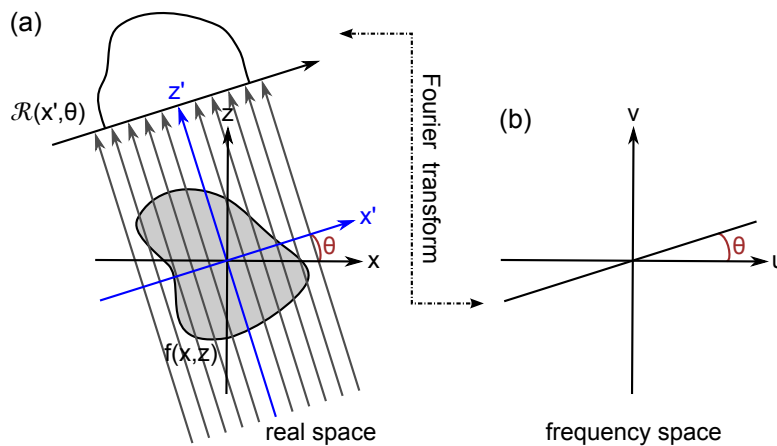 (a)
ℛ(x',θ)
z'
z
x'
θ
x
f(x,z)
real space
Fourier transform
(b)
v
θ
u
frequency space